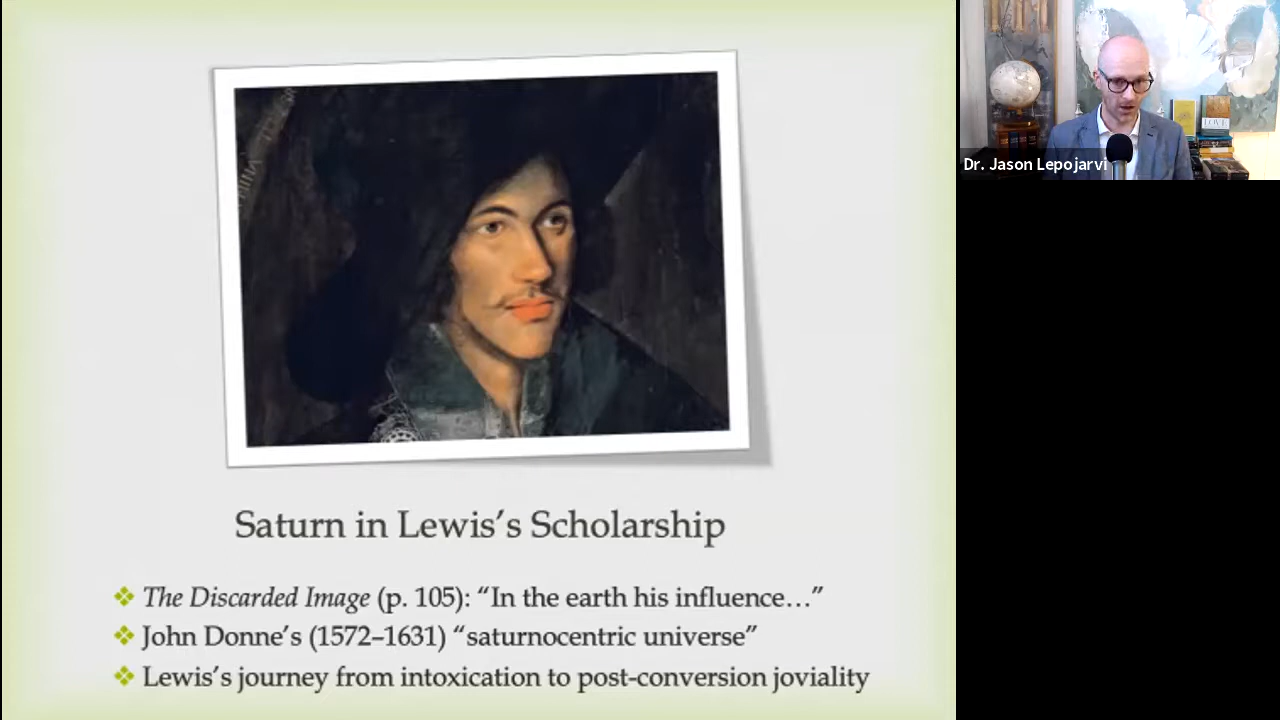 Saturn in Lewis's Scholarship
❖ The Discarded Image (p. 105): “In the earth his influence…”
❖ John Donne's (1572–1631) “saturnocentric universe”
❖ Lewis's journey from intoxication to post-conversion joviality
Dr. Jason Lepojarvi
LOVE